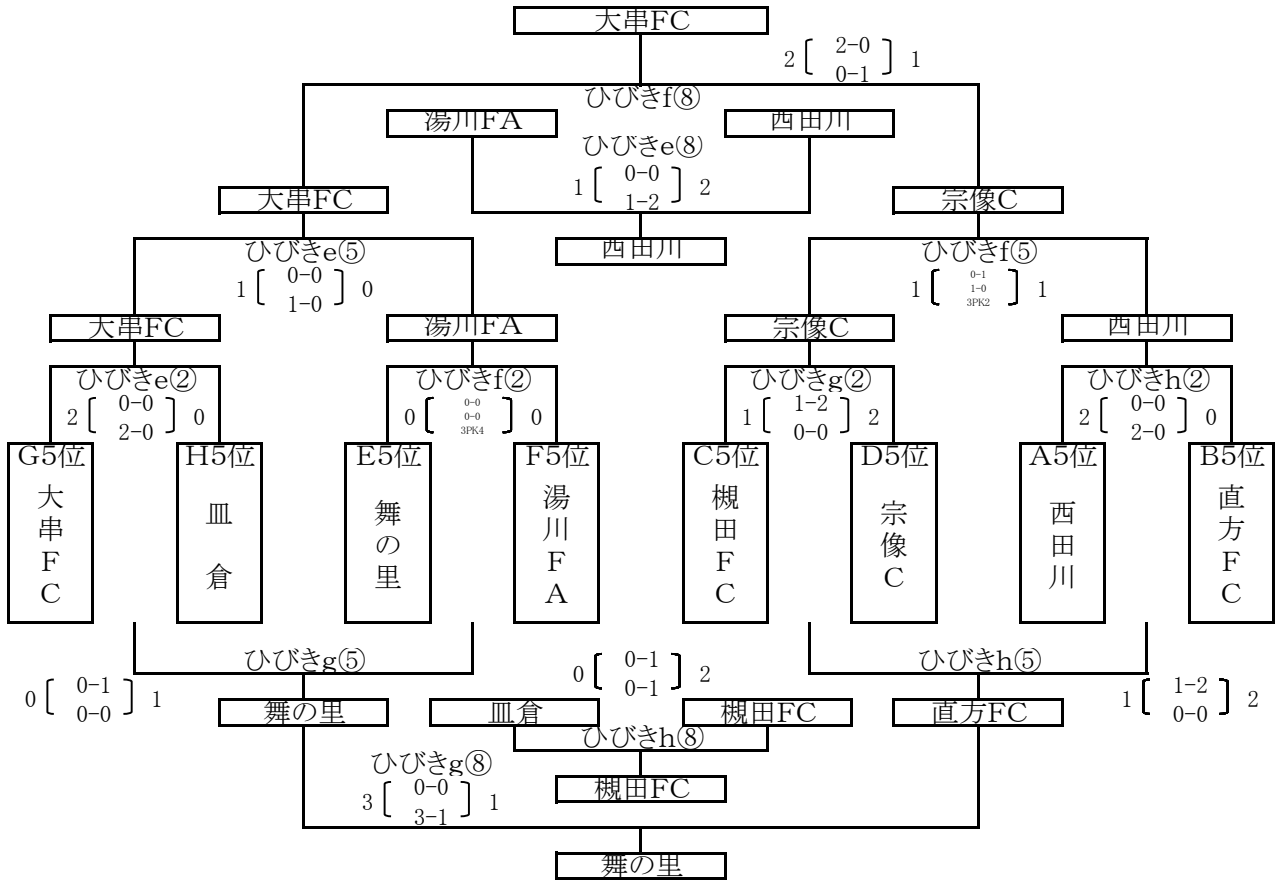 大串FC
2 [ 2-0 ] 1
0-1
ひびきf⑧
湯川FA 西田川
ひびきe⑧
1 [ 0-0 ] 2
1-2
大串FC 宗像C
西田川
ひびきe⑤ ひびきf⑤
1 [ 0-0 ] 0
1-0
1 [ 0-1 ] 1
1-0
3PK2
大串FC 湯川FA 宗像C 西田川
ひびきe② ひびきf② ひびきg② ひびきh②
2 [ 0-0 ] 0
2-0
0 [ 0-0 ] 0
0-0
3PK4
1 [ 1-2 ] 2
0-0
2 [ 0-0 ] 0
2-0
G5位 H5位 E5位 F5位 C5位 D5位 A5位 B5位
大串FC
皿倉
舞の里
湯川FA
槻田FC
宗像C
西田川
直方FC
ひびきg⑤ ひびきh⑤
0 [ 0-1 ] 1
0-0
0 [ 0-1 ] 2
0-1
1 [ 1-2 ] 2
0-0
舞の里 皿倉 槻田FC 直方FC
ひびきh⑧
ひびきg⑧
3 [ 0-0 ] 1
3-1
槻田FC
舞の里